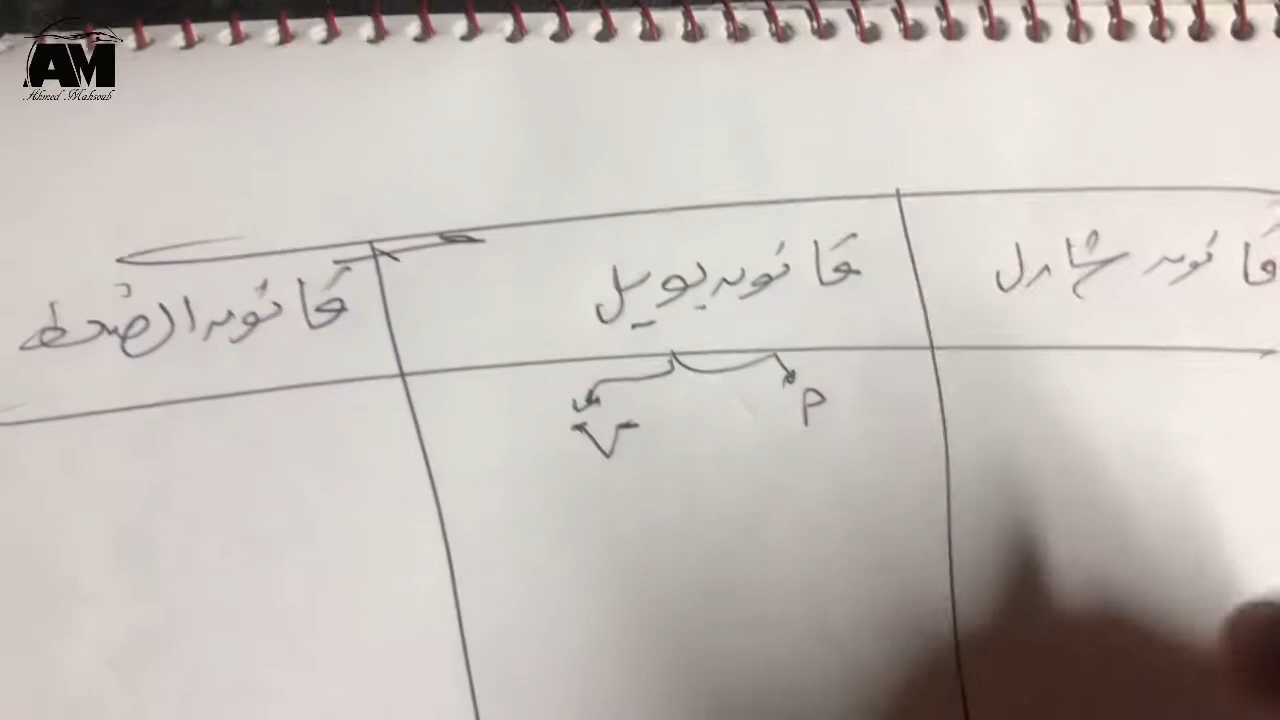 AM
Ahmed Mahsoub
قانون شارل
قانون بويل
قانون الضغط
P
V